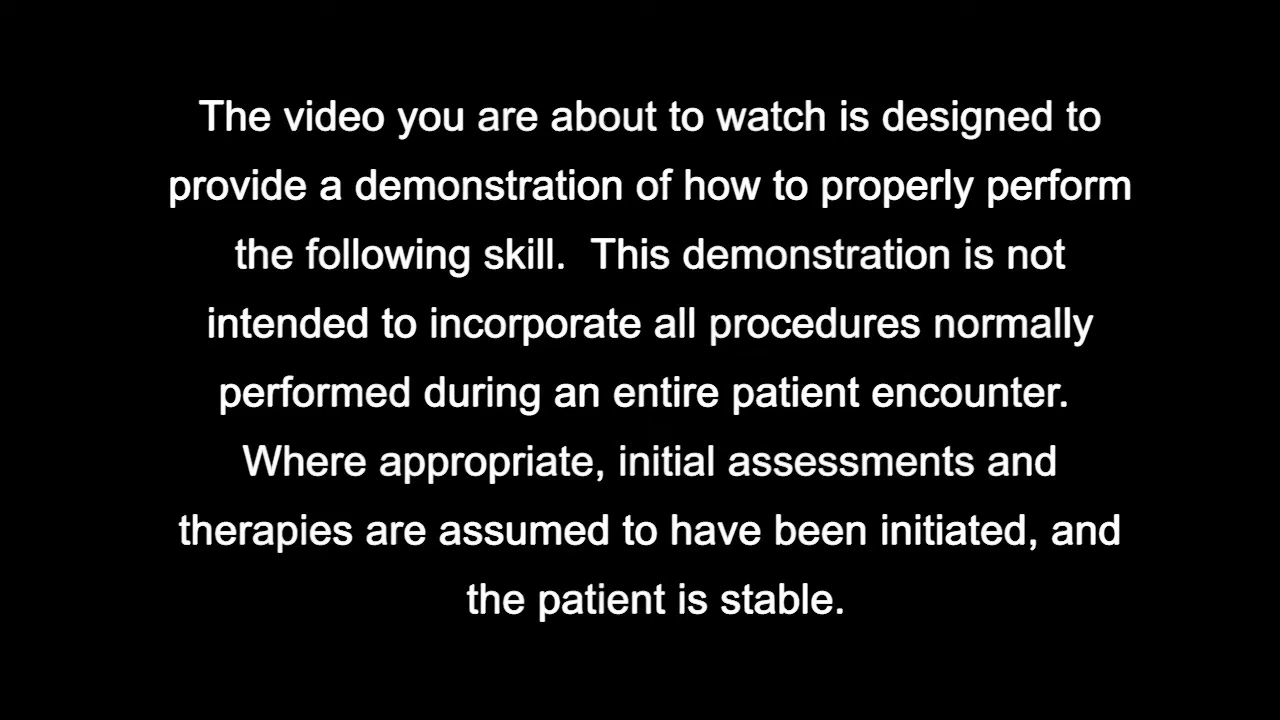 The video you are about to watch is designed to
provide a demonstration of how to properly perform
the following skill.  This demonstration is not
intended to incorporate all procedures normally
performed during an entire patient encounter.
Where appropriate, initial assessments and
therapies are assumed to have been initiated, and
the patient is stable.